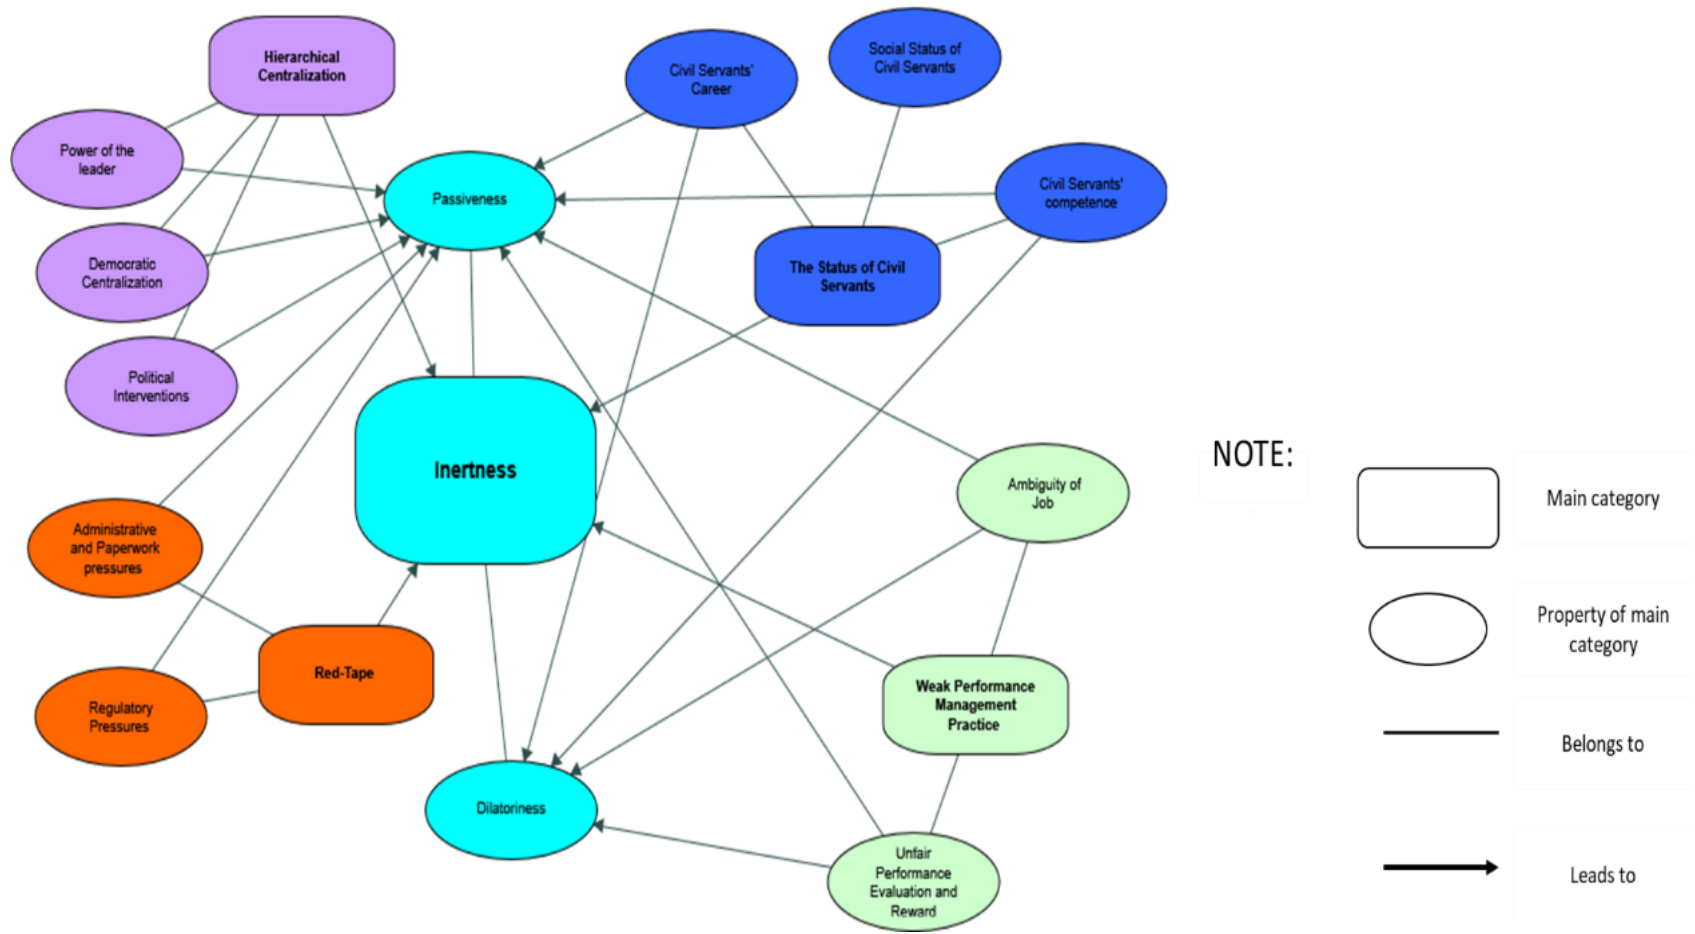 Hierarchical
Centralization
Power of the
leader
Democratic
Centralization
Political
Interventions
Administrative
and Paperwork
pressures
Regulatory
Pressures
Red-Tape
Passiveness
Inertness
Dilatoriness
Civil Servants'
Career
Social Status of
Civil Servants
Civil Servants'
competence
The Status of Civil
Servants
Ambiguity of
Job
Weak Performance
Management
Practice
Unfair
Performance
Evaluation and
Reward
NOTE:
Main category
Property of main
category
Belongs to
Leads to